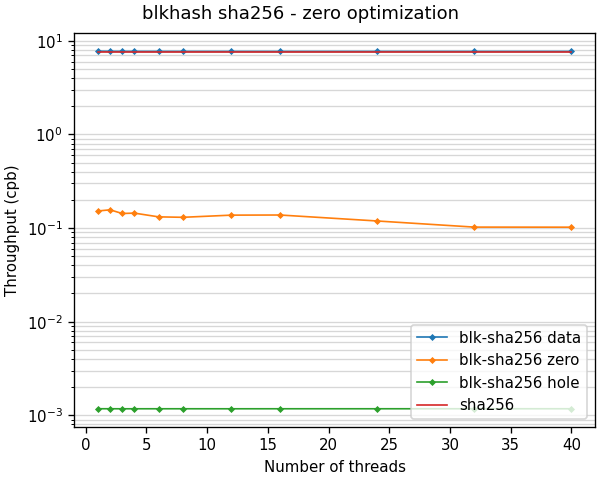 blkhash sha256 - zero optimization
Throughput (cpb)
10¹
10⁰
10⁻¹
10⁻²
10⁻³
blk-sha256 data
blk-sha256 zero
blk-sha256 hole
sha256
0 5 10 15 20 25 30 35 40
Number of threads